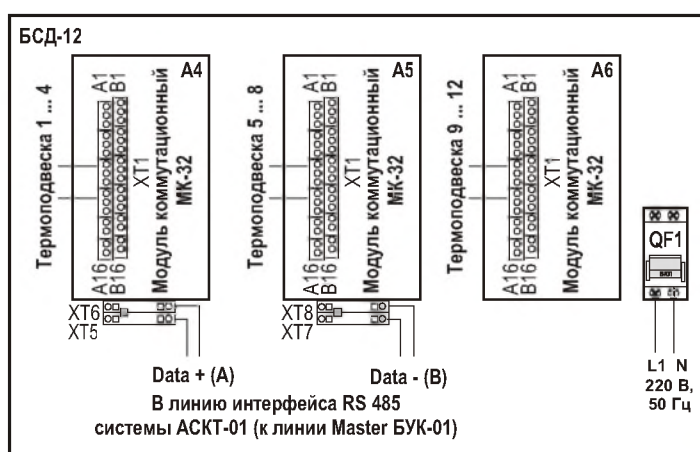 БСД-12
Термоподвеска 1 ... 4
A1
B1
A4
XT1
Модуль коммутационный
МК-32
A16
B16
XT6
XT5
Data + (A)
Термоподвеска 5 ... 8
A1
B1
A5
XT1
Модуль коммутационный
МК-32
A16
B16
XT8
XT7
Data - (B)
Термоподвеска 9 ... 12
A1
B1
A6
XT1
Модуль коммутационный
МК-32
A16
B16
QF1
ВКЛ
L1 N
220 В,
50 Гц
В линию интерфейса RS 485
системы АСКТ-01 (к линии Master БУК-01)